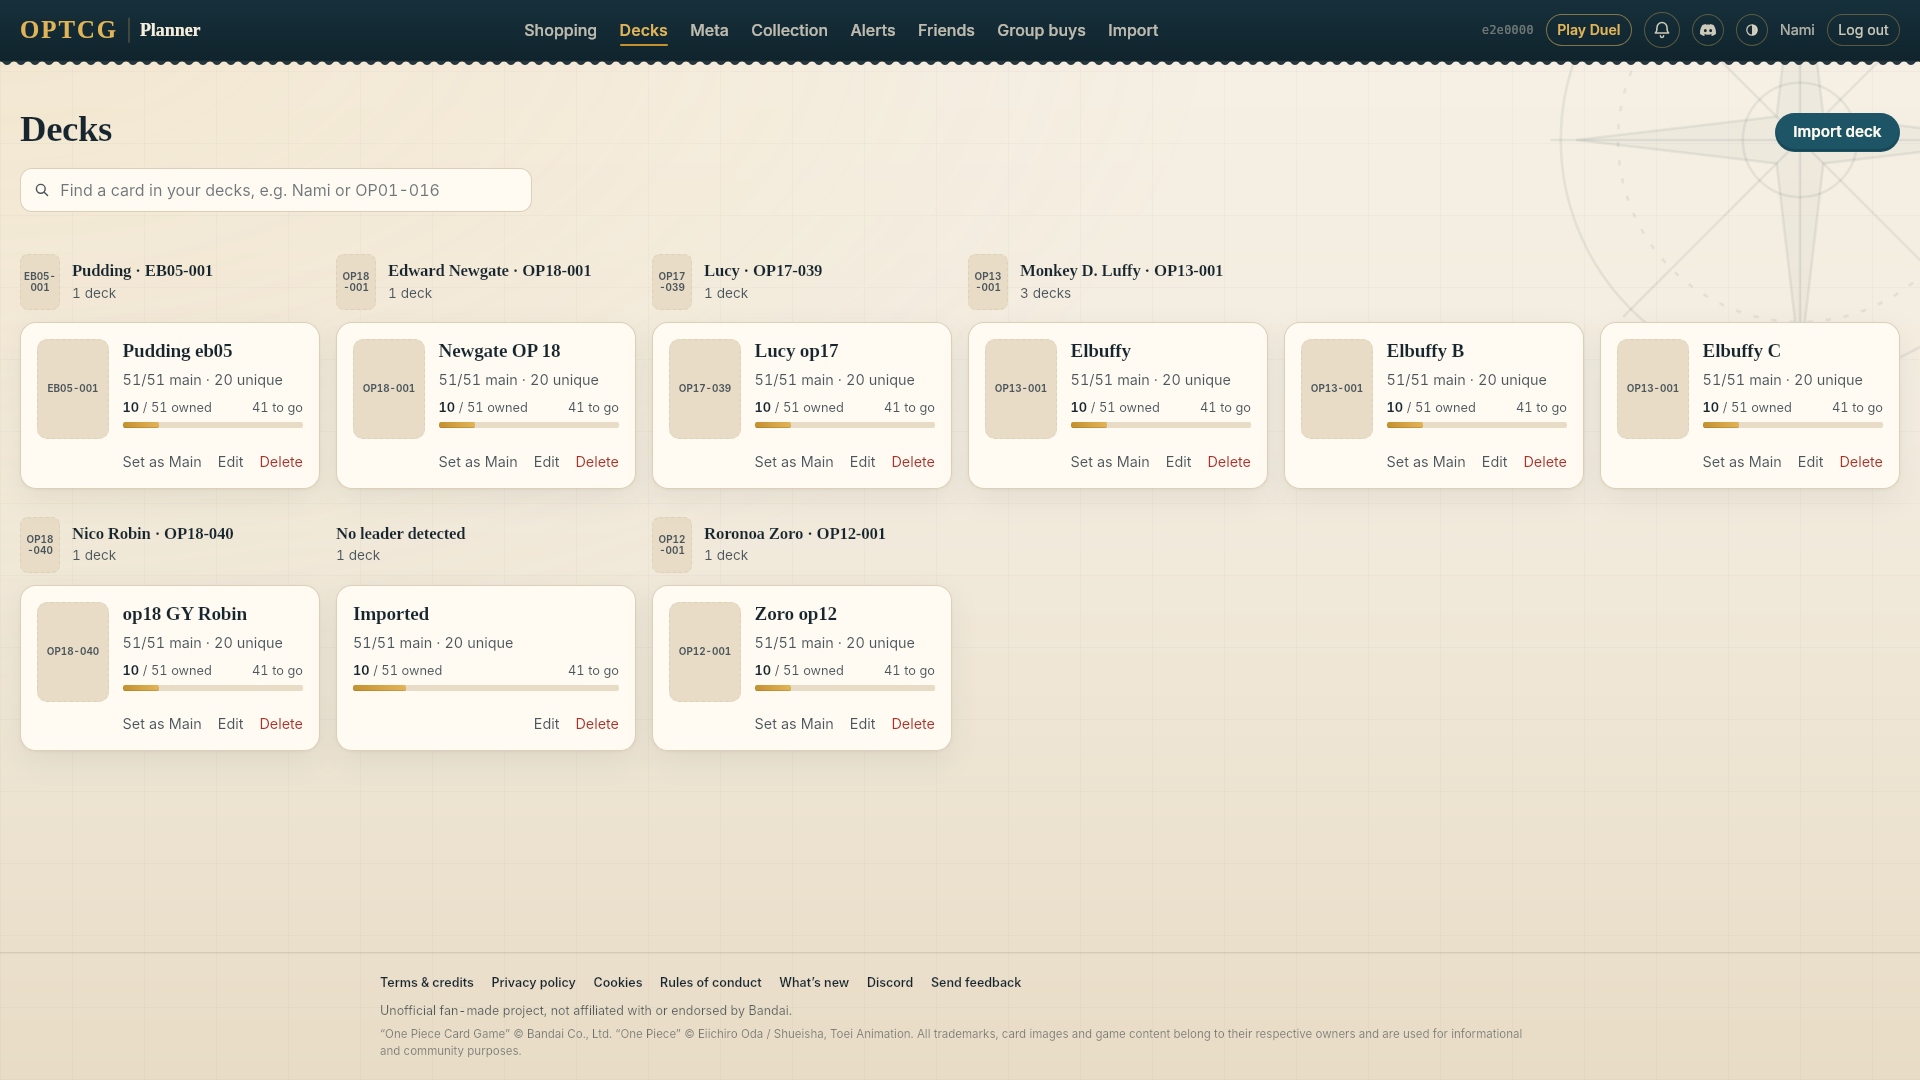 OPTCG Planner
Shopping Decks Meta Collection Alerts Friends Group buys Import
e2e0000 Play Duel Nami Log out
Decks
Import deck
Find a card in your decks, e.g. Nami or OP01-016
EB05-001
Pudding · EB05-001
1 deck
OP18-001
Edward Newgate · OP18-001
1 deck
OP17-039
Lucy · OP17-039
1 deck
OP13-001
Monkey D. Luffy · OP13-001
3 decks
EB05-001
Pudding eb05
51/51 main · 20 unique
10 / 51 owned 41 to go
Set as Main Edit Delete
OP18-001
Newgate OP 18
51/51 main · 20 unique
10 / 51 owned 41 to go
Set as Main Edit Delete
OP17-039
Lucy op17
51/51 main · 20 unique
10 / 51 owned 41 to go
Set as Main Edit Delete
OP13-001
Elbuffy
51/51 main · 20 unique
10 / 51 owned 41 to go
Set as Main Edit Delete
OP13-001
Elbuffy B
51/51 main · 20 unique
10 / 51 owned 41 to go
Set as Main Edit Delete
OP13-001
Elbuffy C
51/51 main · 20 unique
10 / 51 owned 41 to go
Set as Main Edit Delete
OP18-040
Nico Robin · OP18-040
1 deck
No leader detected
1 deck
OP12-001
Roronoa Zoro · OP12-001
1 deck
OP18-040
op18 GY Robin
51/51 main · 20 unique
10 / 51 owned 41 to go
Set as Main Edit Delete
Imported
51/51 main · 20 unique
10 / 51 owned 41 to go
Edit Delete
OP12-001
Zoro op12
51/51 main · 20 unique
10 / 51 owned 41 to go
Set as Main Edit Delete
Terms & credits Privacy policy Cookies Rules of conduct What’s new Discord Send feedback
Unofficial fan-made project, not affiliated with or endorsed by Bandai.
“One Piece Card Game” © Bandai Co., Ltd. “One Piece” © Eiichiro Oda / Shueisha, Toei Animation. All trademarks, card images and game content belong to their respective owners and are used for informational
and community purposes.